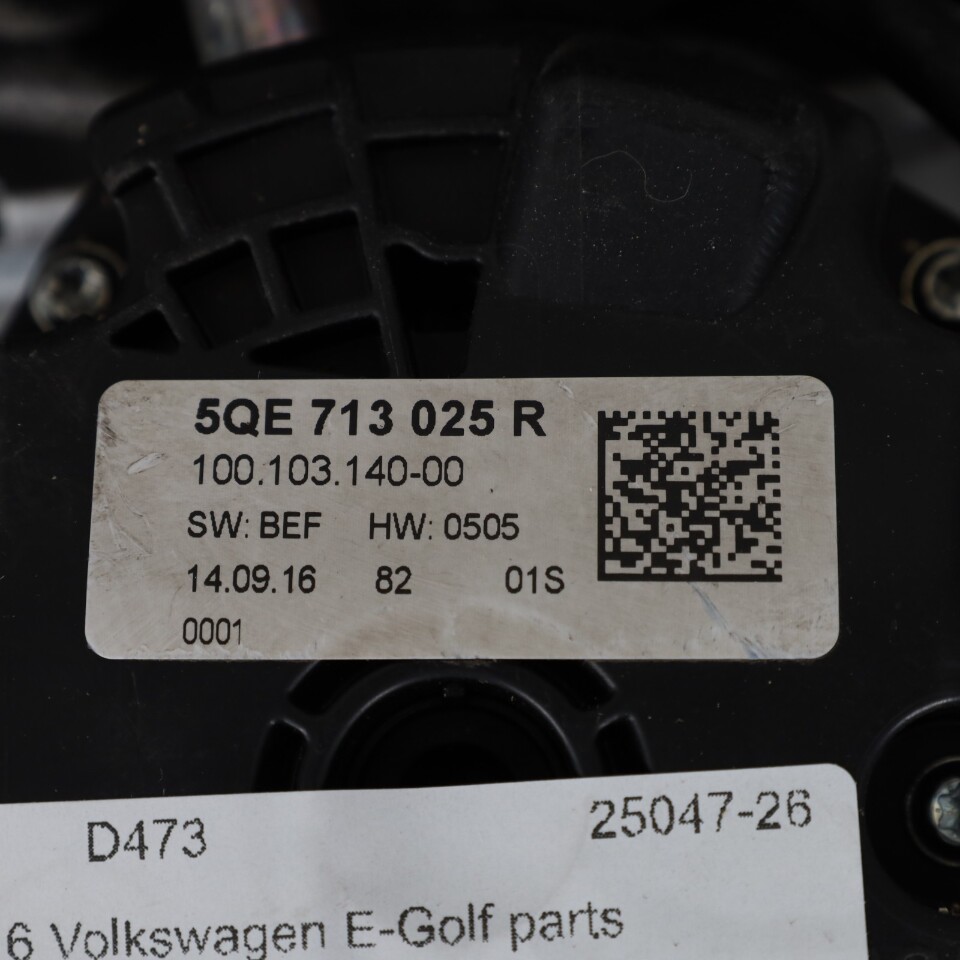 5QE 713 025 R
100.103.140-00
SW: BEF HW: 0505
14.09.16 82 01S
0001
D473 25047-26
6 Volkswagen E-Golf parts